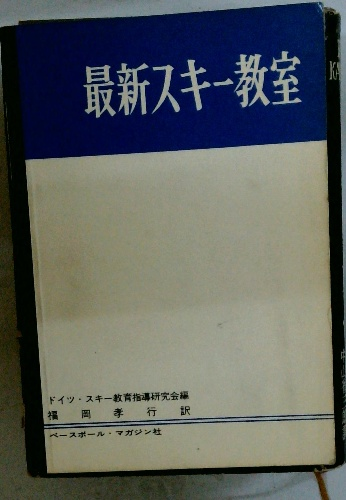 最新スキー教室
ドイツ・スキー教育指導研究会編
福岡孝行訳
ベースボール・マガジン社